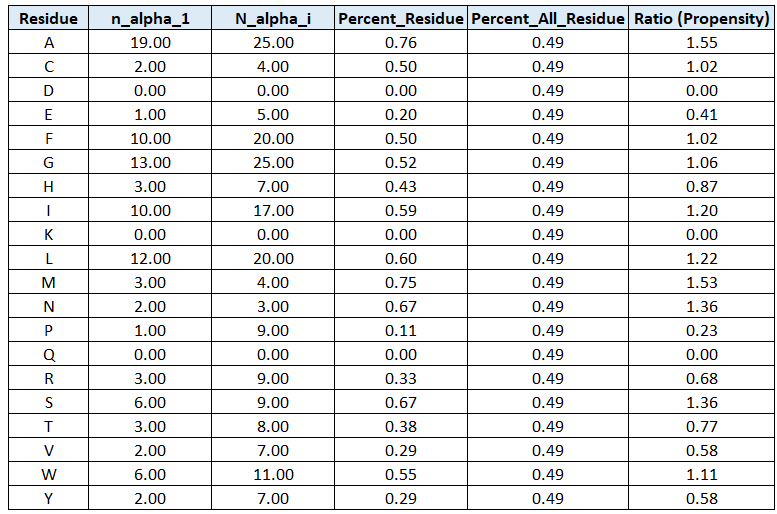 Residue n_alpha_1 N_alpha_i Percent_Residue Percent_All_Residue Ratio (Propensity)
A 19.00 25.00 0.76 0.49 1.55
C 2.00 4.00 0.50 0.49 1.02
D 0.00 0.00 0.00 0.49 0.00
E 1.00 5.00 0.20 0.49 0.41
F 10.00 20.00 0.50 0.49 1.02
G 13.00 25.00 0.52 0.49 1.06
H 3.00 7.00 0.43 0.49 0.87
I 10.00 17.00 0.59 0.49 1.20
K 0.00 0.00 0.00 0.49 0.00
L 12.00 20.00 0.60 0.49 1.22
M 3.00 4.00 0.75 0.49 1.53
N 2.00 3.00 0.67 0.49 1.36
P 1.00 9.00 0.11 0.49 0.23
Q 0.00 0.00 0.00 0.49 0.00
R 3.00 9.00 0.33 0.49 0.68
S 6.00 9.00 0.67 0.49 1.36
T 3.00 8.00 0.38 0.49 0.77
V 2.00 7.00 0.29 0.49 0.58
W 6.00 11.00 0.55 0.49 1.11
Y 2.00 7.00 0.29 0.49 0.58